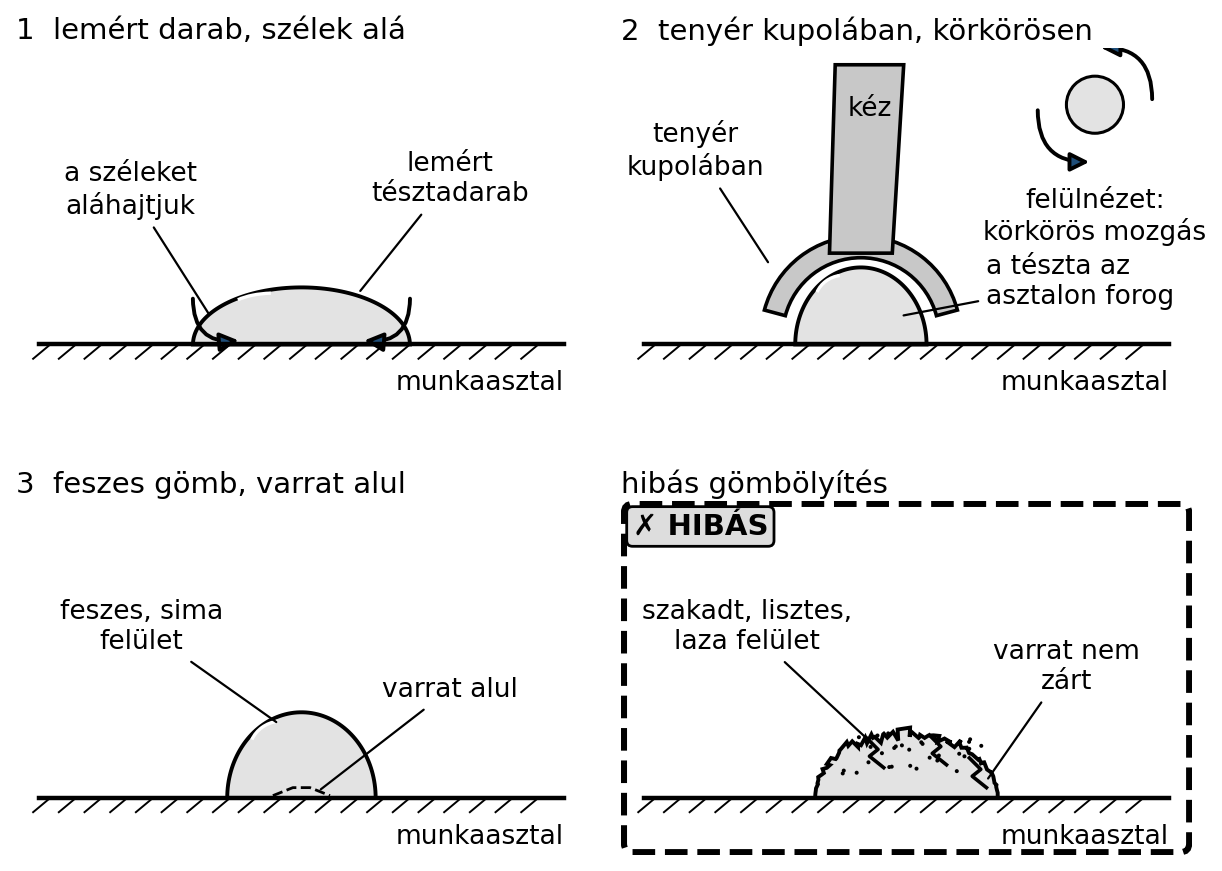 1 lemért darab, szélek alá
a széleket
aláhajtjuk
lemért
tésztadarab
munkaasztal
2 tenyér kupolában, körkörösen
kéz
tenyér
kupolában
felülnézet:
körkörös mozgás
a tészta az
asztalon forog
munkaasztal
3 feszes gömb, varrat alul
feszes, sima
felület
varrat alul
munkaasztal
hibás gömbölyítés
✗ HIBÁS
szakadt, lisztes,
laza felület
varrat nem
zárt
munkaasztal